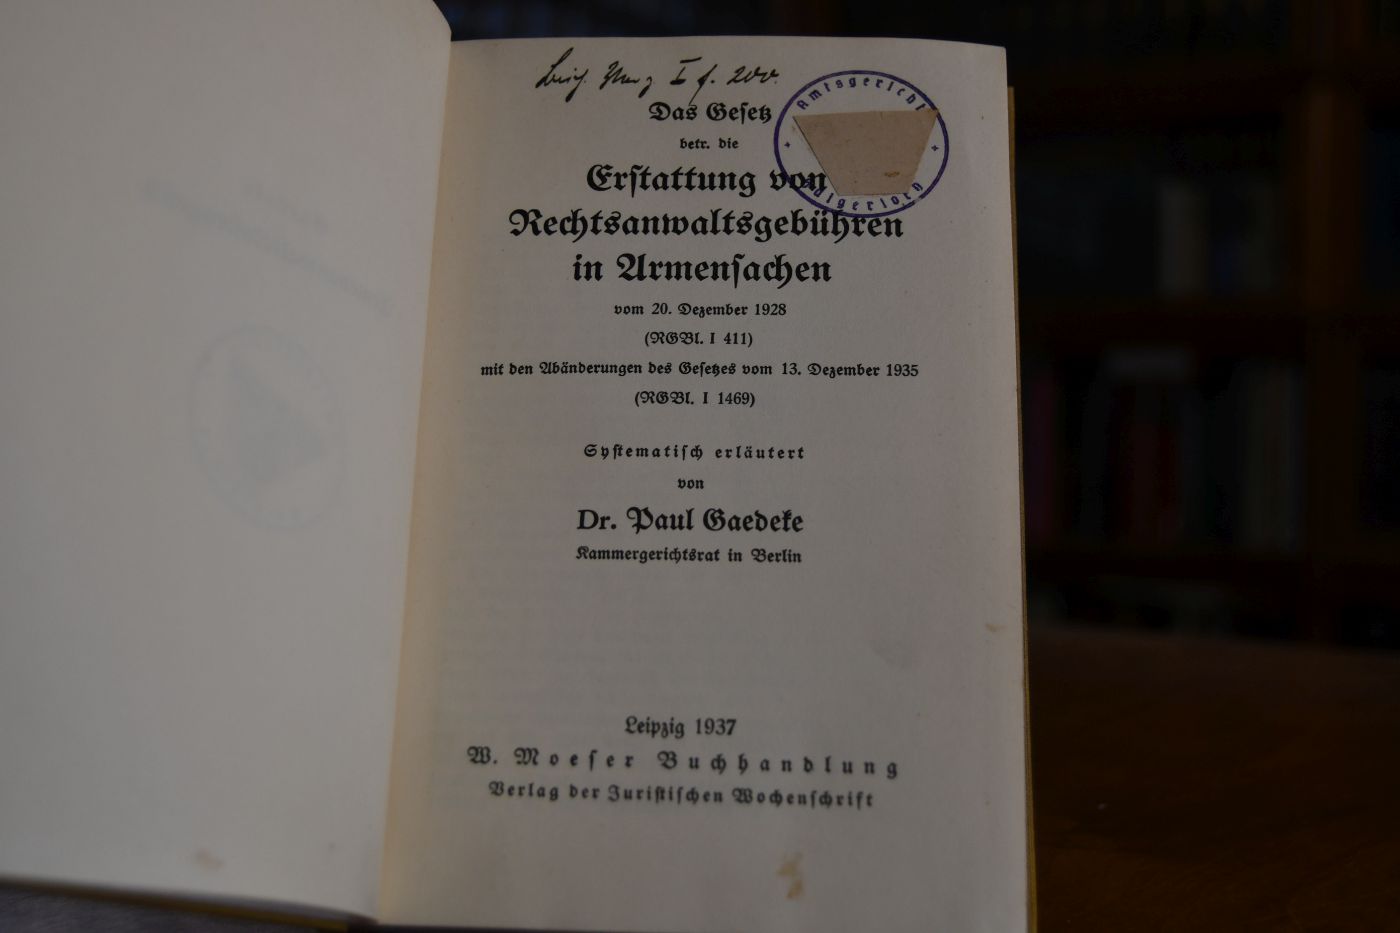 I f. 200.
Das Gesetz
betr. die
Erstattung von
Rechtsanwaltsgebühren
in Armensachen
vom 20. Dezember 1928
(RGBl. I 411)
mit den Abänderungen des Gesetzes vom 13. Dezember 1935
(RGBl. I 1469)
Systematisch erläutert
von
Dr. Paul Gaedeke
Kammergerichtsrat in Berlin
Leipzig 1937
W. Moeser Buchhandlung
Verlag der Juristischen Wochenschrift
Amtsgericht